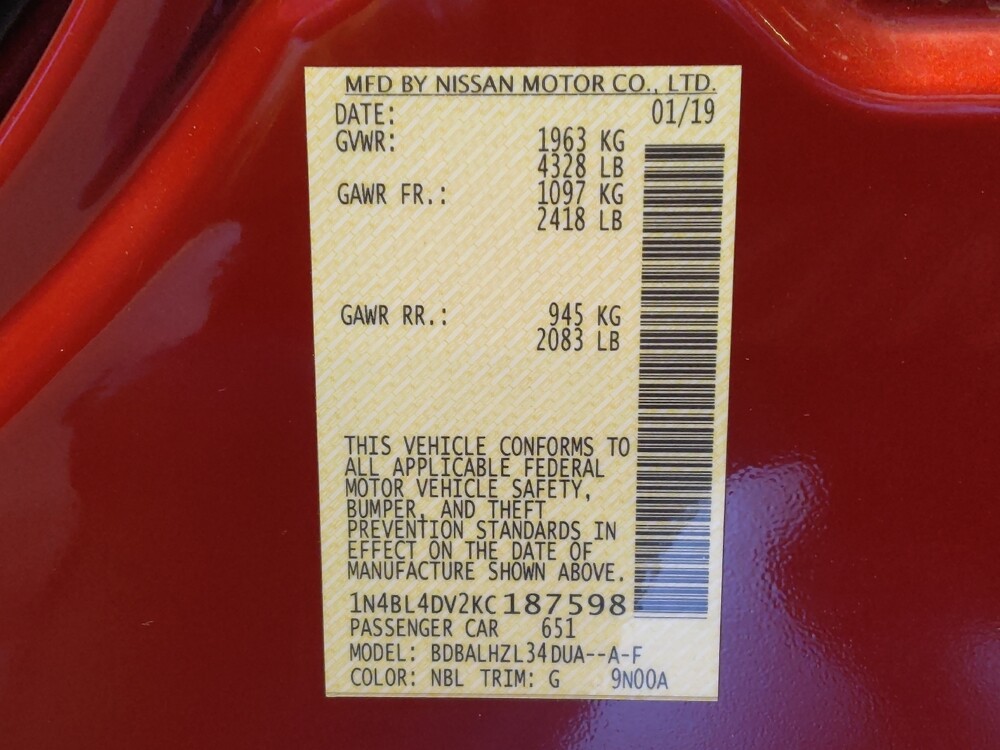 MFD BY NISSAN MOTOR CO., LTD.
DATE: 01/19
GVWR: 1963 KG
4328 LB
GAWR FR.: 1097 KG
2418 LB
GAWR RR.: 945 KG
2083 LB
THIS VEHICLE CONFORMS TO
ALL APPLICABLE FEDERAL
MOTOR VEHICLE SAFETY,
BUMPER, AND THEFT
PREVENTION STANDARDS IN
EFFECT ON THE DATE OF
MANUFACTURE SHOWN ABOVE.
1N4BL4DV2KC187598
PASSENGER CAR 651
MODEL: BDBALHZL34DUA--A-F
COLOR: NBL TRIM: G 9N00A